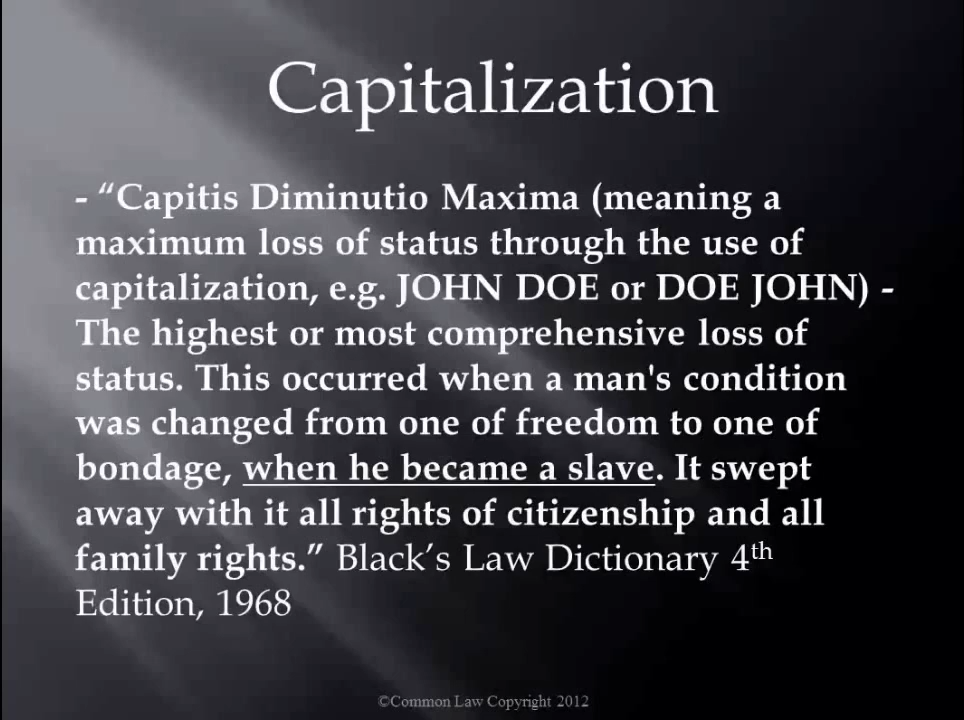 Capitalization
- “Capitis Diminutio Maxima (meaning a
maximum loss of status through the use of
capitalization, e.g. JOHN DOE or DOE JOHN) -
The highest or most comprehensive loss of
status. This occurred when a man's condition
was changed from one of freedom to one of
bondage, when he became a slave. It swept
away with it all rights of citizenship and all
family rights.” Black’s Law Dictionary 4th
Edition, 1968
©Common Law Copyright 2012